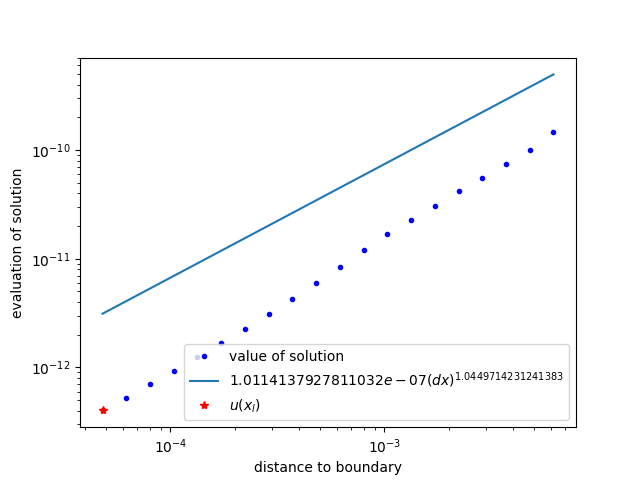 evaluation of solution
10⁻¹⁰
10⁻¹¹
10⁻¹²
value of solution
1.0114137927811032e − 07(dx)^1.0449714231241383
u(x_l)
10⁻⁴
10⁻³
distance to boundary